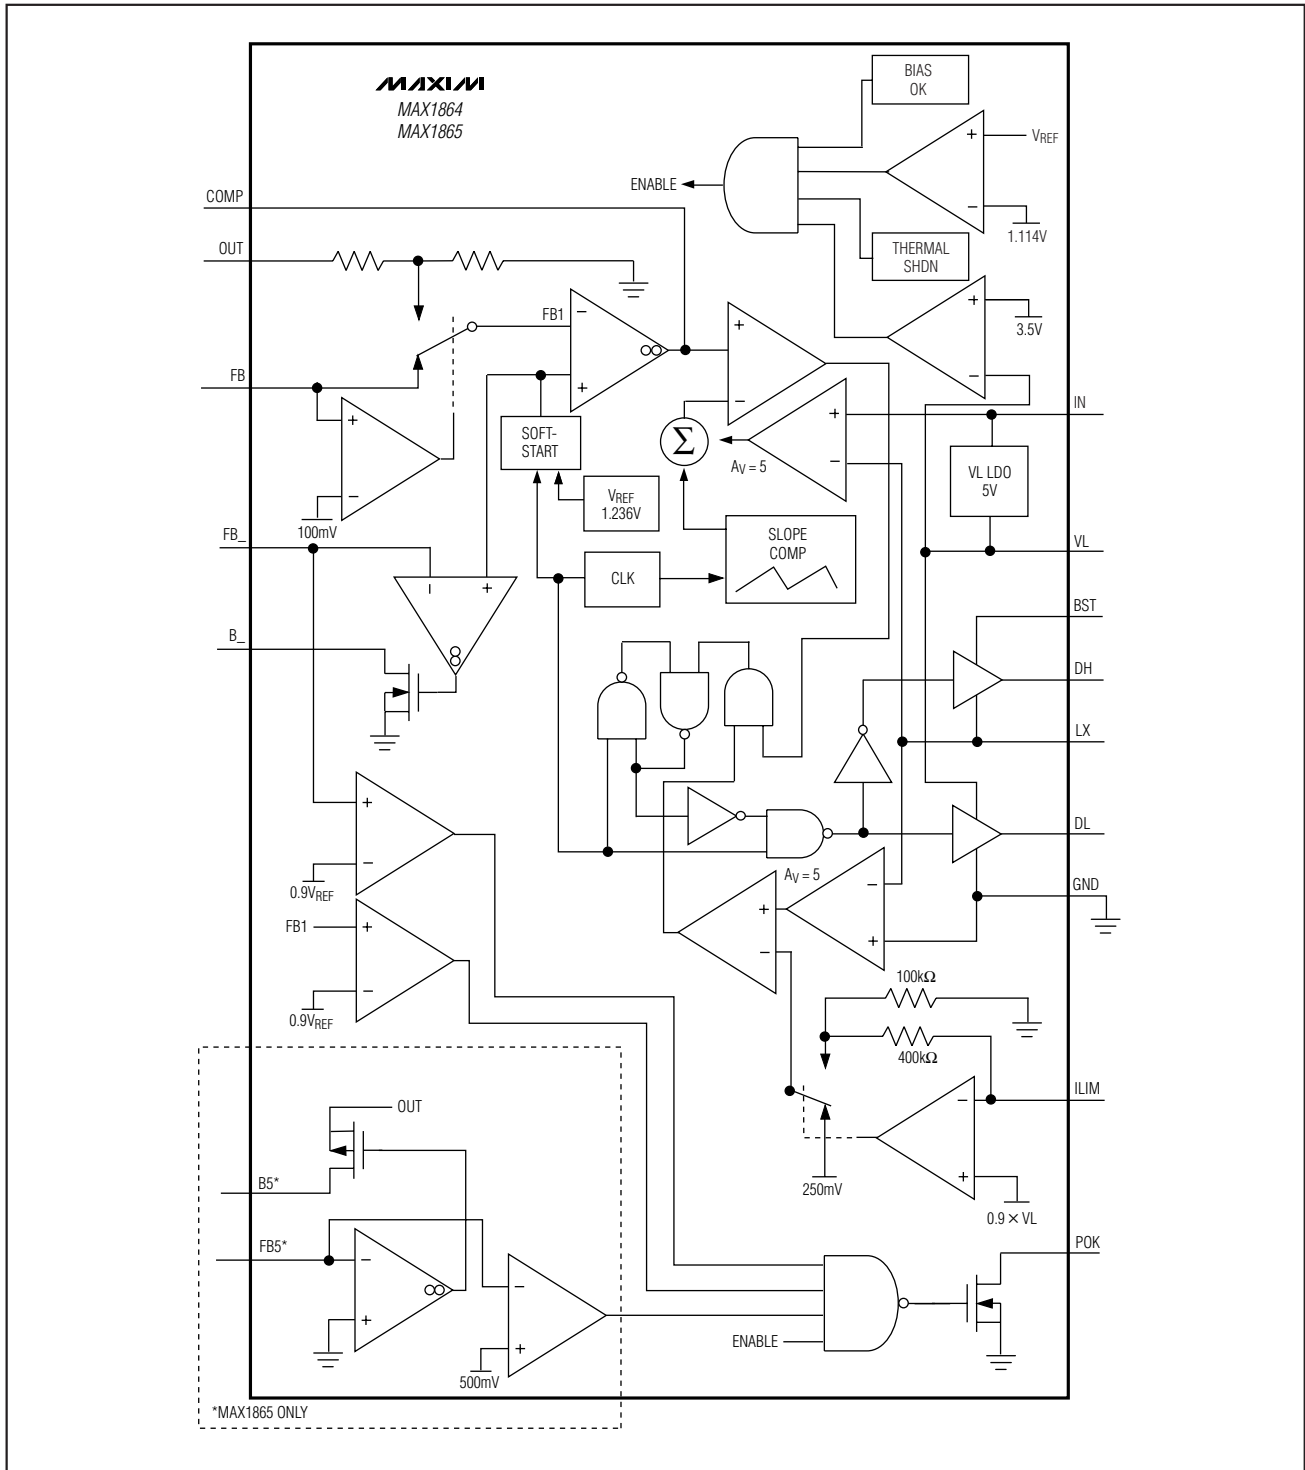 MAXIM
MAX1864
MAX1865
BIAS
OK
+
VREF
−
1.114V
ENABLE
THERMAL
SHDN
COMP
OUT
+
3.5V
−
FB1
−
+
FB
+
−
100mV
+
−
IN
SOFT-
START
Σ
AV = 5
+
−
VL LDO
5V
VREF
1.236V
SLOPE
COMP
FB_
VL
CLK
−
+
BST
B_
DH
LX
+
−
0.9VREF
DL
AV = 5
−
+
+
−
GND
FB1
+
−
0.9VREF
100kΩ
400kΩ
ILIM
−
+
250mV
0.9 × VL
OUT
B5*
FB5*
−
+
−
+
500mV
ENABLE
POK
*MAX1865 ONLY